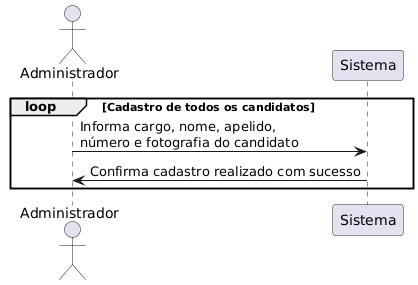 Administrador
Sistema
loop [Cadastro de todos os candidatos]
Informa cargo, nome, apelido,
número e fotografia do candidato
Confirma cadastro realizado com sucesso
Administrador
Sistema